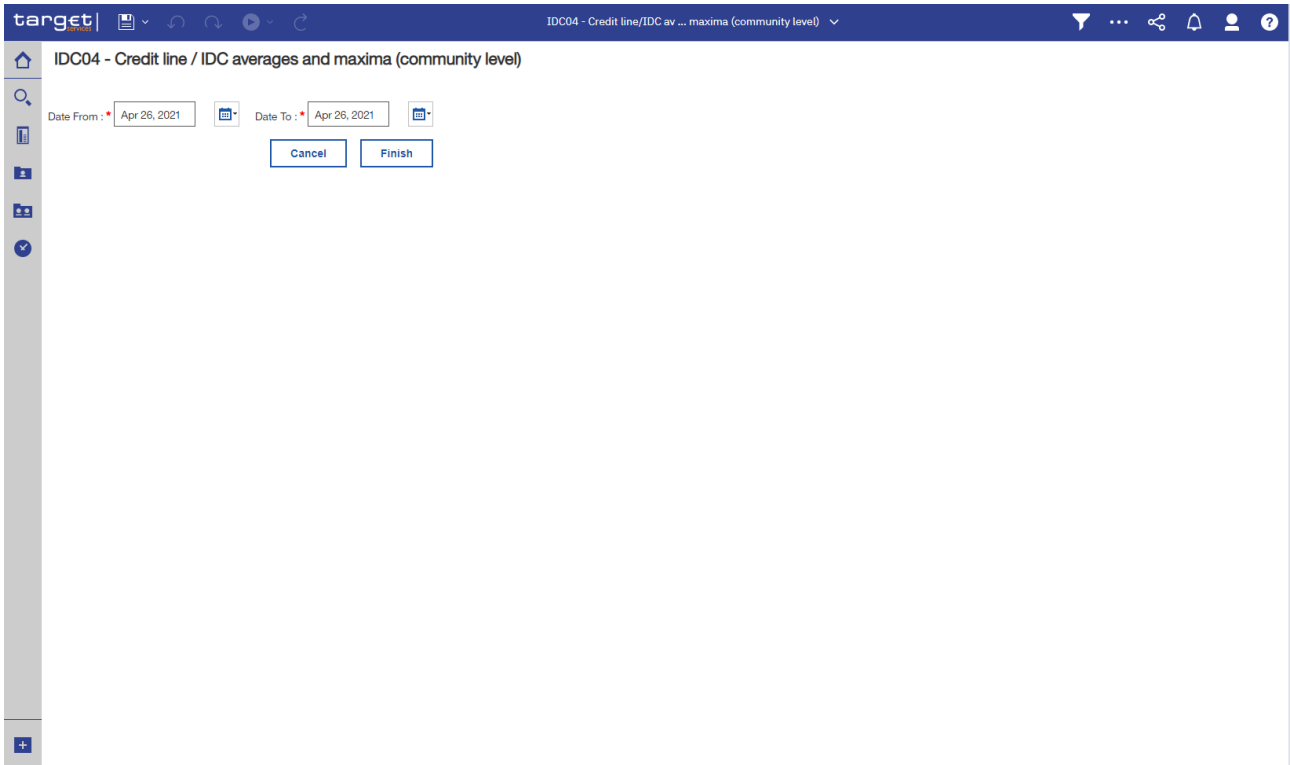 target
services
IDC04 - Credit line/IDC av ... maxima (community level)
IDC04 - Credit line / IDC averages and maxima (community level)
Date From : * Apr 26, 2021 Date To : * Apr 26, 2021
Cancel Finish